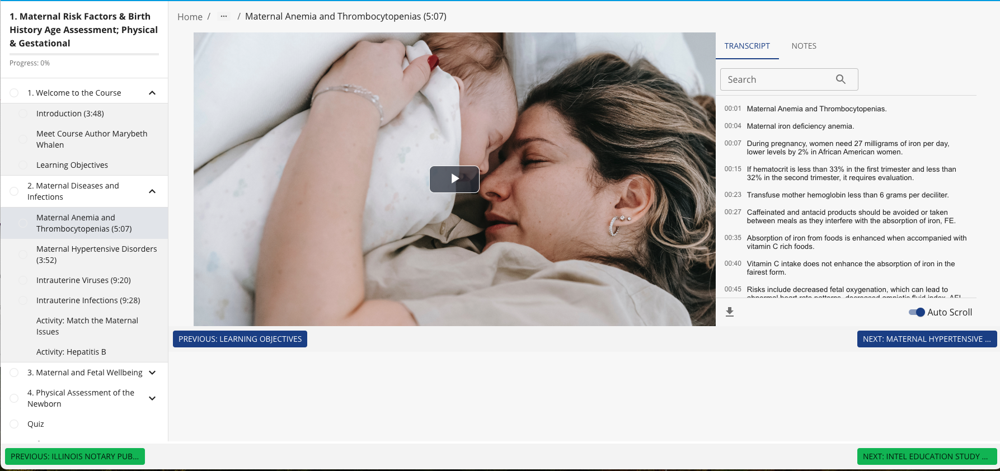 1. Maternal Risk Factors & Birth
History Age Assessment; Physical
& Gestational
Progress: 0%
1. Welcome to the Course
Introduction (3:48)
Meet Course Author Marybeth
Whalen
Learning Objectives
2. Maternal Diseases and
Infections
Maternal Anemia and
Thrombocytopenias (5:07)
Maternal Hypertensive Disorders
(3:52)
Intrauterine Viruses (9:20)
Intrauterine Infections (9:28)
Activity: Match the Maternal
Issues
Activity: Hepatitis B
3. Maternal and Fetal Wellbeing
4. Physical Assessment of the
Newborn
Quiz
Home / ... / Maternal Anemia and Thrombocytopenias (5:07)
TRANSCRIPT NOTES
Search
00:01 Maternal Anemia and Thrombocytopenias.
00:04 Maternal iron deficiency anemia.
00:07 During pregnancy, women need 27 milligrams of iron per day,
lower levels by 2% in African American women.
00:15 If hematocrit is less than 33% in the first trimester and less than
32% in the second trimester, it requires evaluation.
00:23 Transfuse mother hemoglobin less than 6 grams per deciliter.
00:27 Caffeinated and antacid products should be avoided or taken
between meals as they interfere with the absorption of iron, FE.
00:35 Absorption of iron from foods is enhanced when accompanied with
vitamin C rich foods.
00:40 Vitamin C intake does not enhance the absorption of iron in the
fairest form.
00:45 Risks include decreased fetal oxygenation, which can lead to
abnormal heart rate patterns, decreased amniotic fluid index, AFI
Auto Scroll
PREVIOUS: LEARNING OBJECTIVES
NEXT: MATERNAL HYPERTENSIVE ...
PREVIOUS: ILLINOIS NOTARY PUB...
NEXT: INTEL EDUCATION STUDY ...